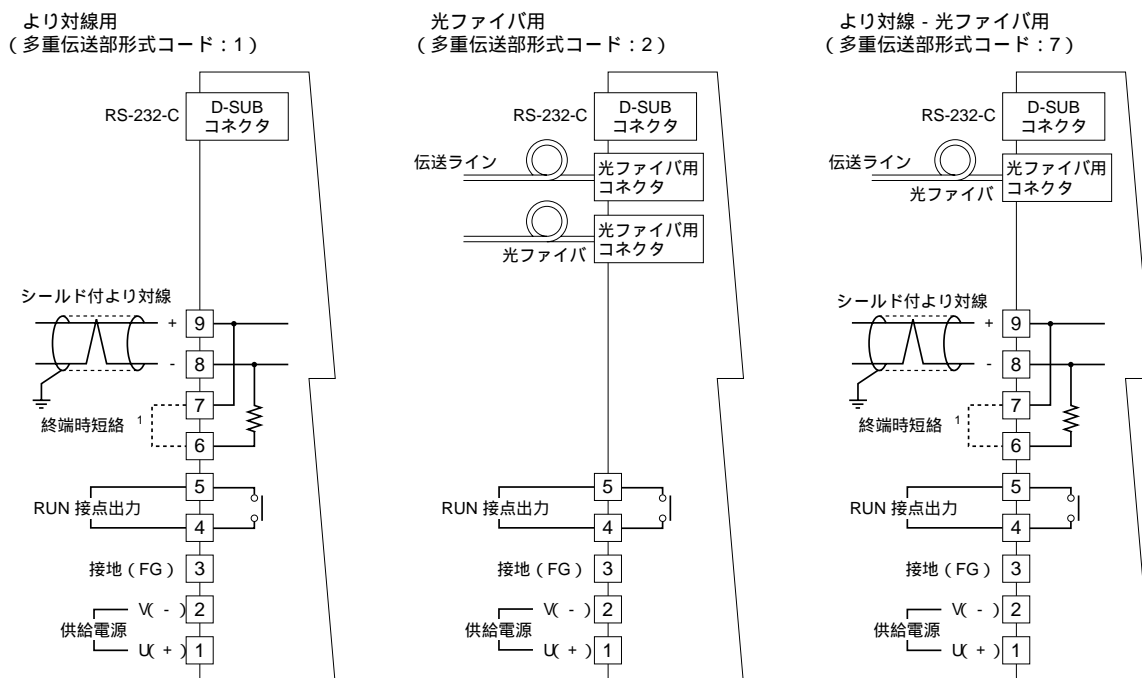 より対線用
（多重伝送部形式コード：1）
RS-232-C
D-SUB
コネクタ
シールド付より対線
+
9
-
8
7
終端時短絡 1
6
5
RUN 接点出力
4
接地（FG）
3
V( - )
2
供給電源
U( + )
1
光ファイバ用
（多重伝送部形式コード：2）
RS-232-C
D-SUB
コネクタ
伝送ライン
光ファイバ用
コネクタ
光ファイバ用
コネクタ
光ファイバ
5
RUN 接点出力
4
接地（FG）
3
V( - )
2
供給電源
U( + )
1
より対線 - 光ファイバ用
（多重伝送部形式コード：7）
RS-232-C
D-SUB
コネクタ
伝送ライン
光ファイバ用
コネクタ
光ファイバ
シールド付より対線
+
9
-
8
7
終端時短絡 1
6
5
RUN 接点出力
4
接地（FG）
3
V( - )
2
供給電源
U( + )
1